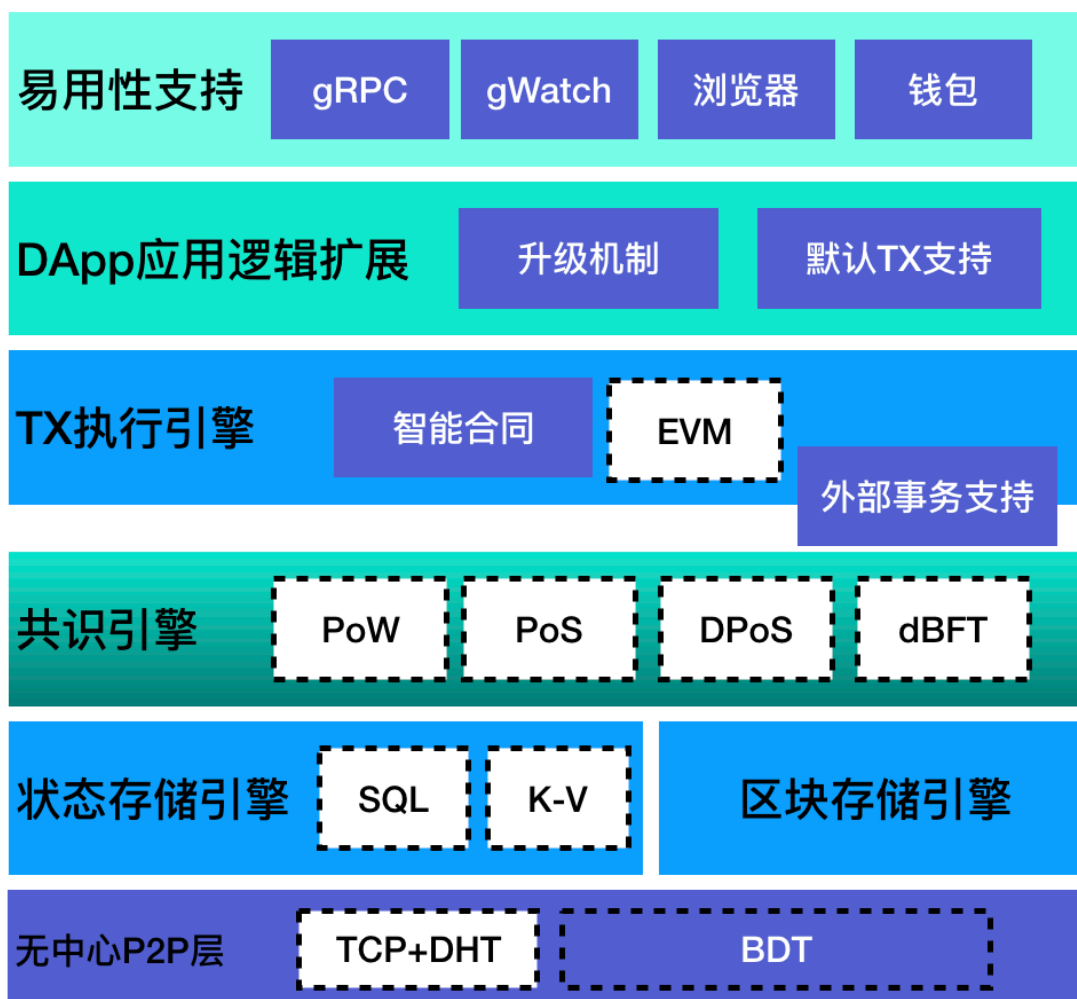 易用性支持 gRPC gWatch 浏览器 钱包
DApp应用逻辑扩展 升级机制 默认TX支持
TX执行引擎 智能合同 EVM
外部事务支持
共识引擎 PoW PoS DPoS dBFT
状态存储引擎 SQL K-V 区块存储引擎
无中心P2P层 TCP+DHT BDT